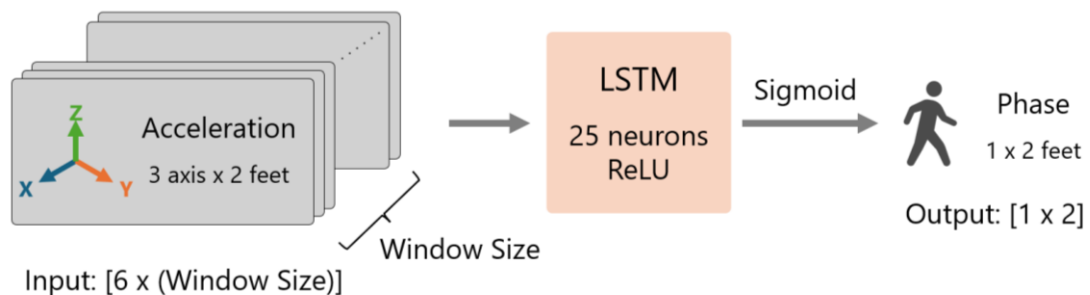 Z
X
Y
Acceleration
3 axis x 2 feet
Window Size
Input: [6 x (Window Size)]
LSTM
25 neurons
ReLU
Sigmoid
Phase
1 x 2 feet
Output: [1 x 2]